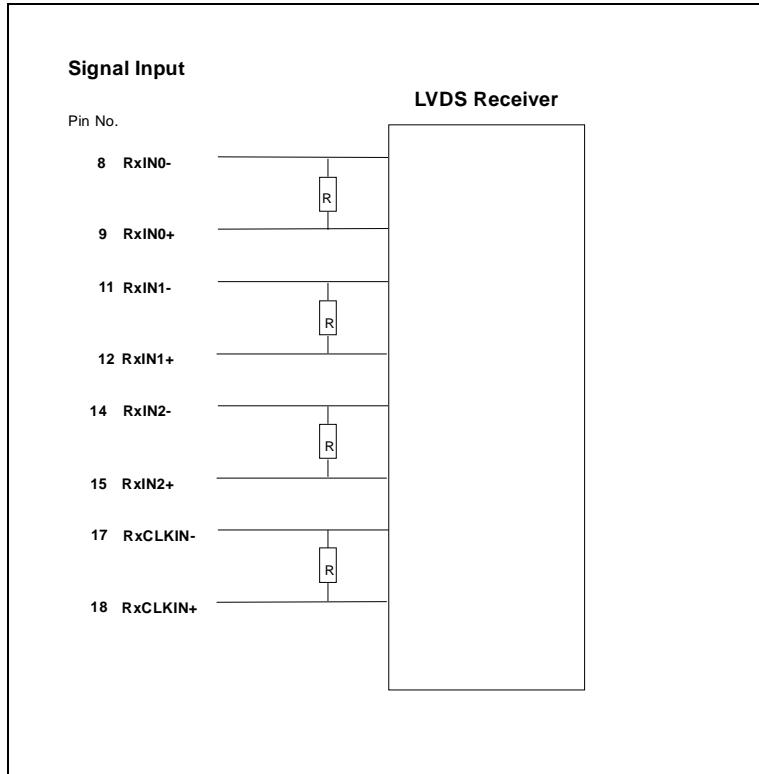 Signal Input
LVDS Receiver
Pin No.
8 RxIN0-
R
9 RxIN0+
11 RxIN1-
R
12 RxIN1+
14 RxIN2-
R
15 RxIN2+
17 RxCLKIN-
R
18 RxCLKIN+